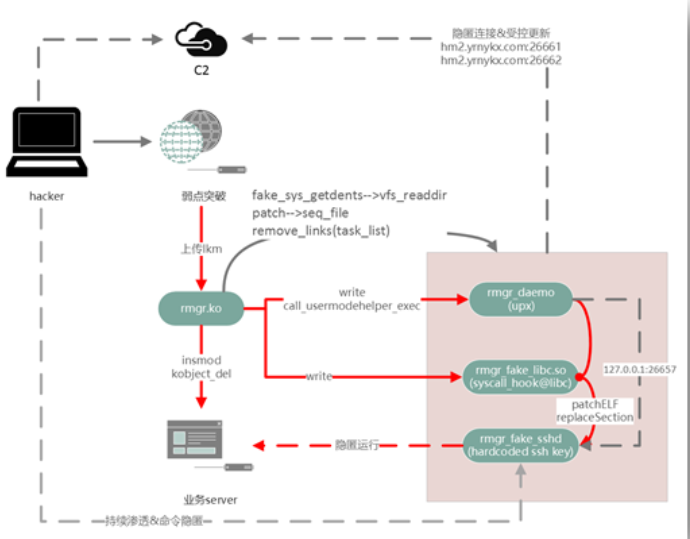 隐匿连接&受控更新
hm2.yrnykx.com:26661
hm2.yrnykx.com:26662
C2
hacker
弱点突破
fake_sys_getdents-->vfs_readdir
patch-->seq_file
remove_links(task_list)
上传lkm
rmgr.ko
write
call_usermodehelper_exec
rmgr_daemo
(upx)
insmod
kobject_del
write
rmgr_fake_libc.so
(syscall_hook@libc)
127.0.0.1:26657
patchELF
replaceSection
rmgr_fake_sshd
(hardcoded ssh key)
隐匿运行
业务server
持续渗透&命令隐匿